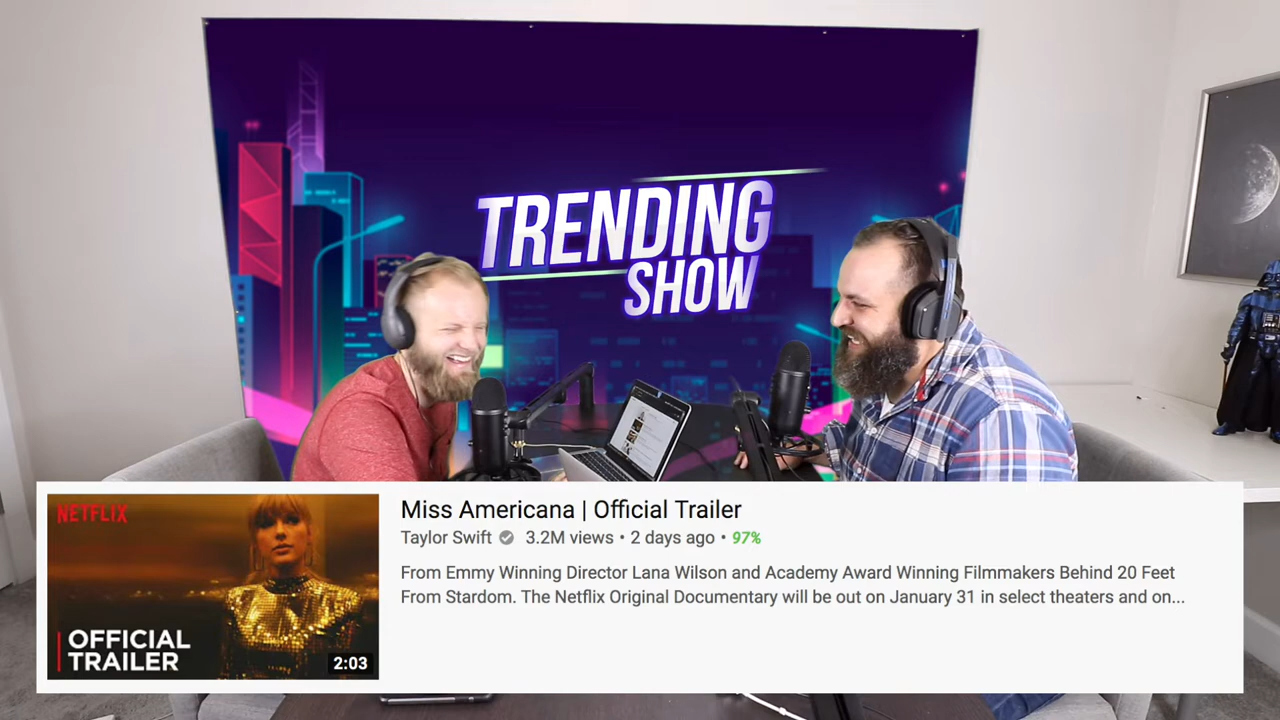 TRENDING
SHOW
NETFLIX
OFFICIAL
TRAILER
2:03
Miss Americana | Official Trailer
Taylor Swift 3.2M views • 2 days ago • 97%
From Emmy Winning Director Lana Wilson and Academy Award Winning Filmmakers Behind 20 Feet
From Stardom. The Netflix Original Documentary will be out on January 31 in select theaters and on...